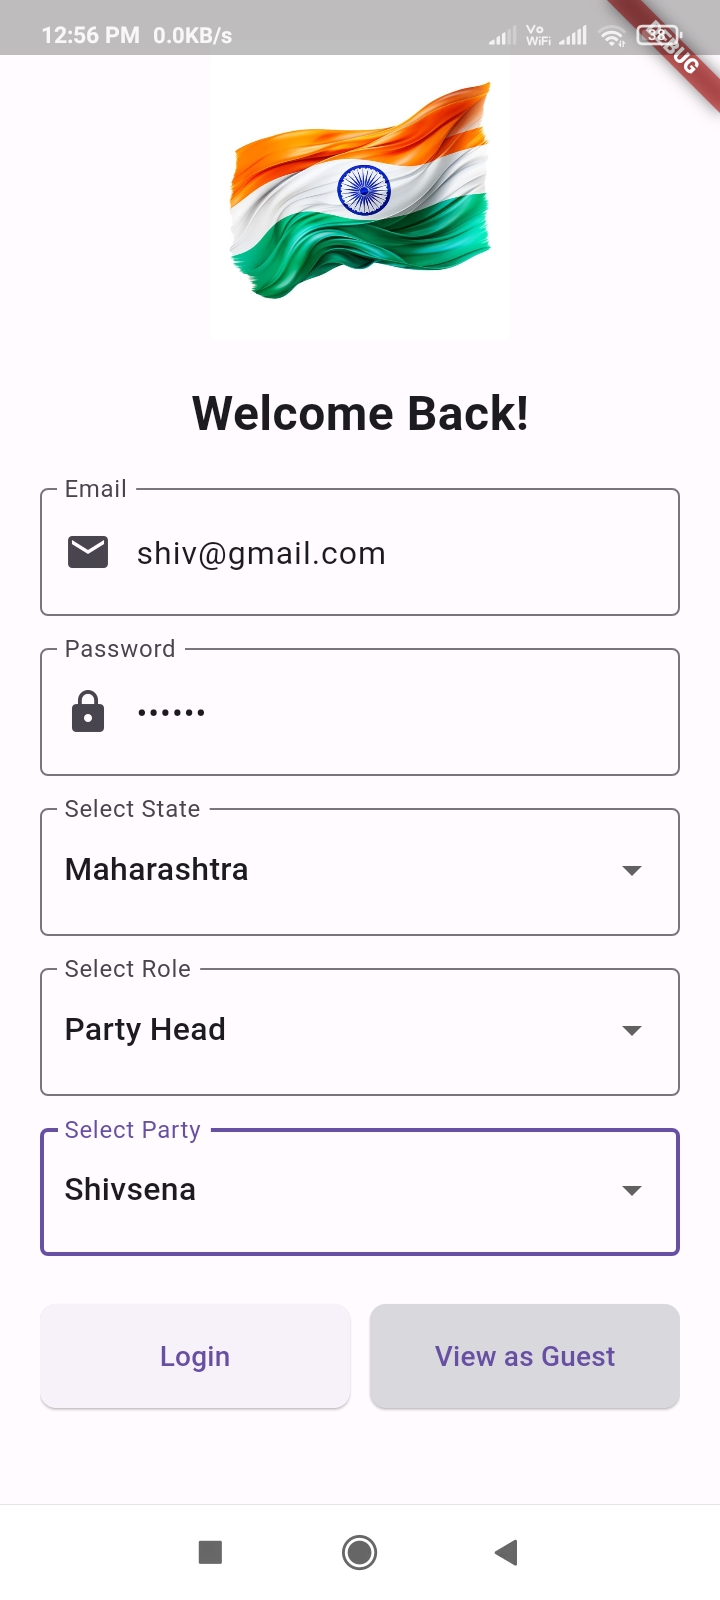 12:56 PM 0.0KB/s Vo WiFi 38
DEBUG
Welcome Back!
Email
shiv@gmail.com
Password
••••••
Select State
Maharashtra
Select Role
Party Head
Select Party
Shivsena
Login View as Guest